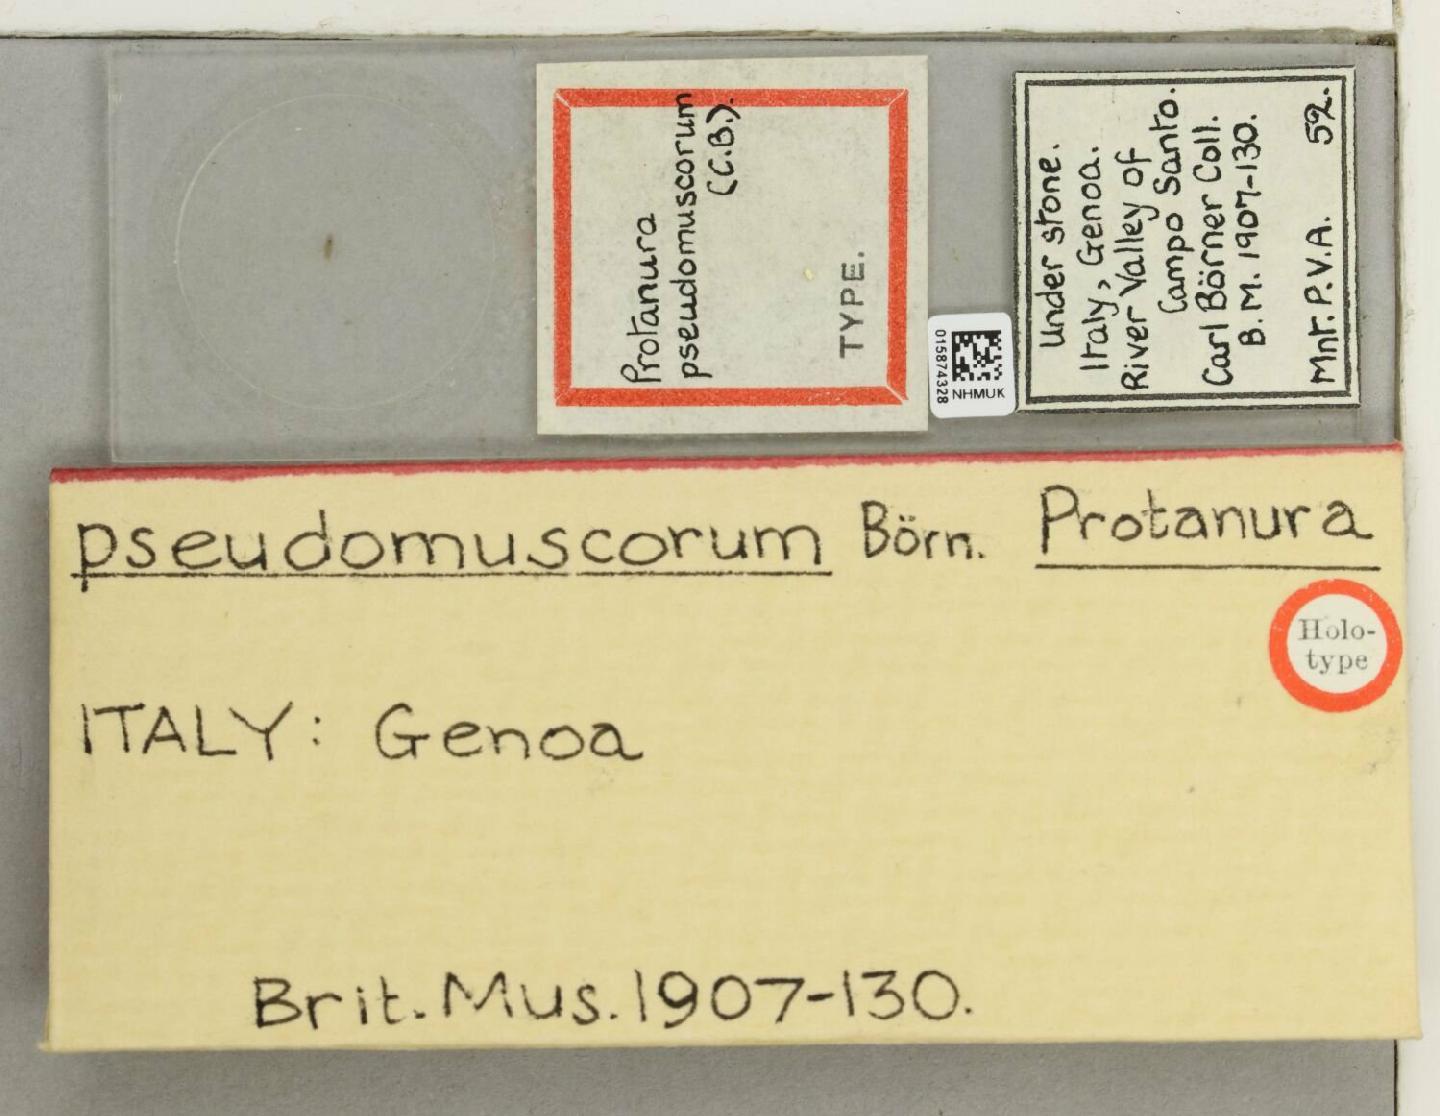 Protanura
pseudomuscorum
(C.B.).
TYPE.
015874328
NHMUK
Under stone.
Italy, Genoa.
River Valley of
Campo Santo.
Carl Börner Coll.
B.M. 1907-130.
Mnt. P.V.A. 52.
pseudomuscorum Börn. Protanura
Holo-
type
ITALY: Genoa
Brit. Mus. 1907-130.